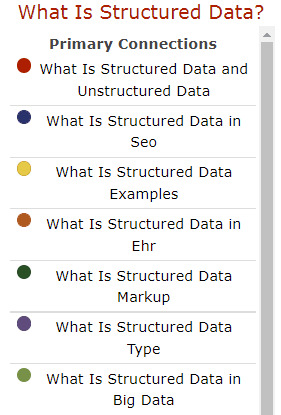 What Is Structured Data?
Primary Connections
What Is Structured Data and
Unstructured Data
What Is Structured Data in
Seo
What Is Structured Data
Examples
What Is Structured Data in
Ehr
What Is Structured Data
Markup
What Is Structured Data
Type
What Is Structured Data in
Big Data